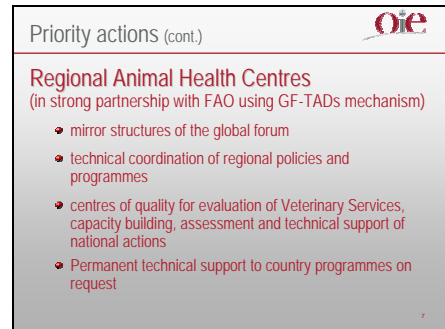 Priority actions (cont.)
oie
Regional Animal Health Centres
(in strong partnership with FAO using GF-TADs mechanism)
mirror structures of the global forum
technical coordination of regional policies and
programmes
centres of quality for evaluation of Veterinary Services,
capacity building, assessment and technical support of
national actions
Permanent technical support to country programmes on
request
7